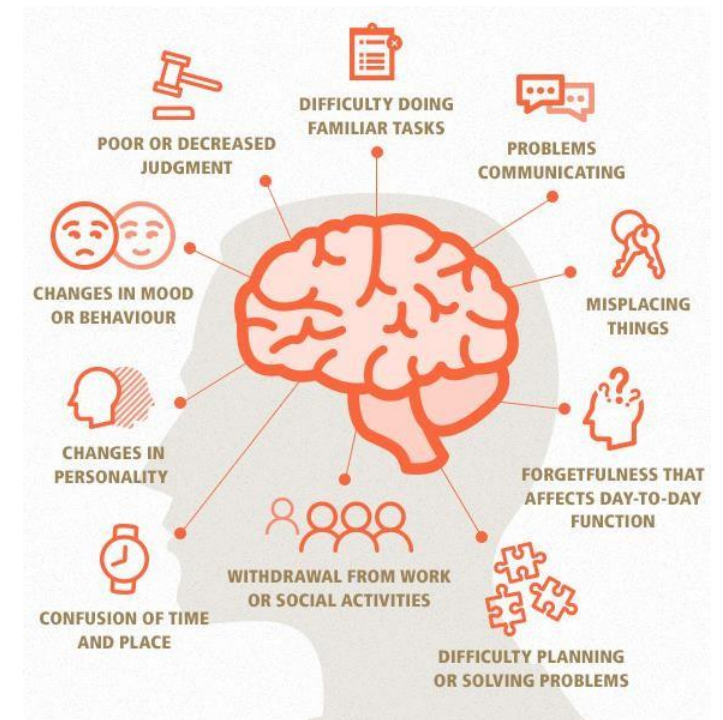 DIFFICULTY DOING
FAMILIAR TASKS
POOR OR DECREASED
JUDGMENT
PROBLEMS
COMMUNICATING
CHANGES IN MOOD
OR BEHAVIOUR
MISPLACING
THINGS
CHANGES IN
PERSONALITY
FORGETFULNESS THAT
AFFECTS DAY-TO-DAY
FUNCTION
CONFUSION OF TIME
AND PLACE
WITHDRAWAL FROM WORK
OR SOCIAL ACTIVITIES
DIFFICULTY PLANNING
OR SOLVING PROBLEMS